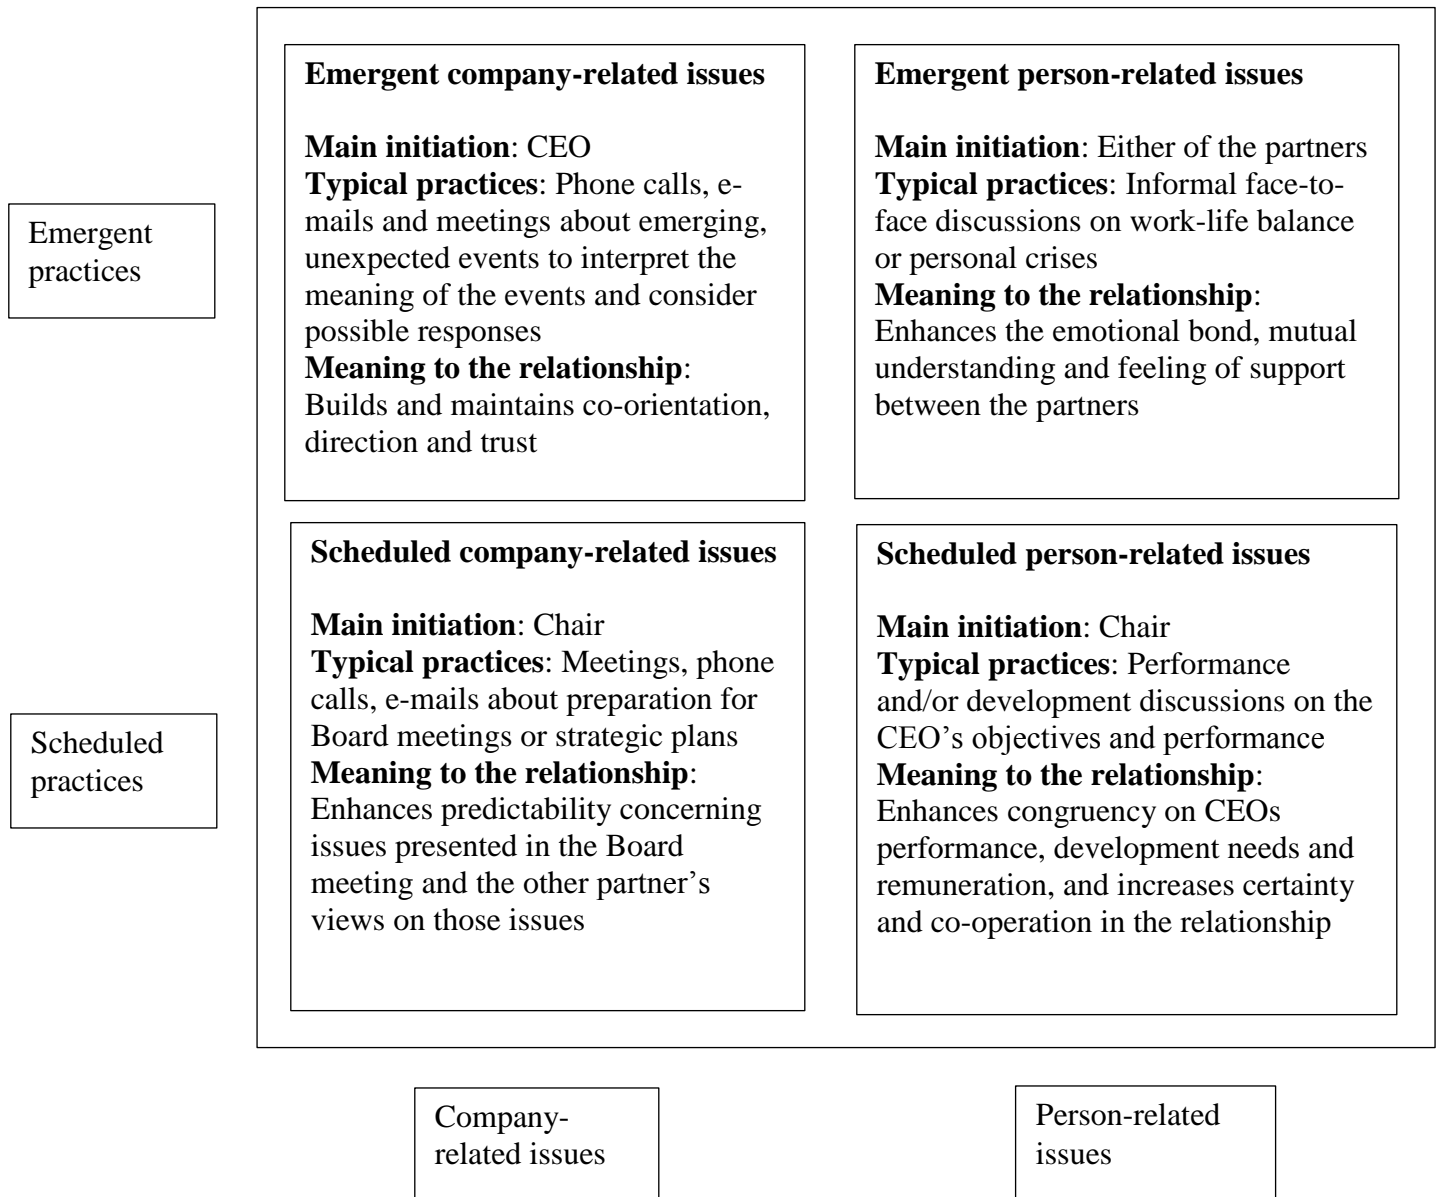 Emergent company-related issues
Main initiation: CEO
Typical practices: Phone calls, e-
mails and meetings about emerging,
unexpected events to interpret the
meaning of the events and consider
possible responses
Meaning to the relationship:
Builds and maintains co-orientation,
direction and trust
Emergent person-related issues
Main initiation: Either of the partners
Typical practices: Informal face-to-
face discussions on work-life balance
or personal crises
Meaning to the relationship:
Enhances the emotional bond, mutual
understanding and feeling of support
between the partners
Emergent
practices
Scheduled company-related issues
Main initiation: Chair
Typical practices: Meetings, phone
calls, e-mails about preparation for
Board meetings or strategic plans
Meaning to the relationship:
Enhances predictability concerning
issues presented in the Board
meeting and the other partner’s
views on those issues
Scheduled person-related issues
Main initiation: Chair
Typical practices: Performance
and/or development discussions on the
CEO’s objectives and performance
Meaning to the relationship:
Enhances congruency on CEOs
performance, development needs and
remuneration, and increases certainty
and co-operation in the relationship
Scheduled
practices
Company-
related issues
Person-related
issues